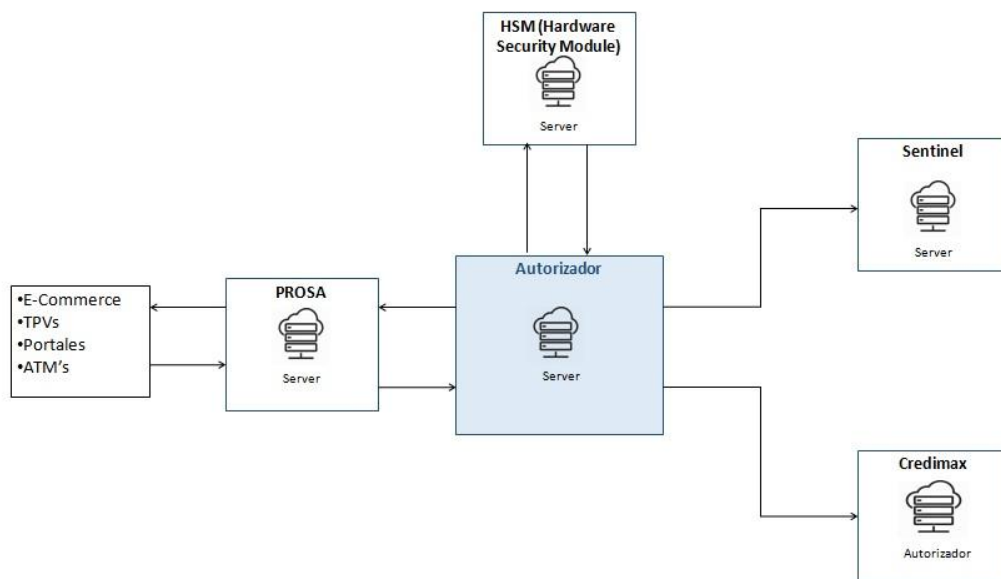 HSM (Hardware
Security Module)
Server
Sentinel
Server
Autorizador
Server
PROSA
Server
•E-Commerce
•TPVs
•Portales
•ATM's
Credimax
Autorizador